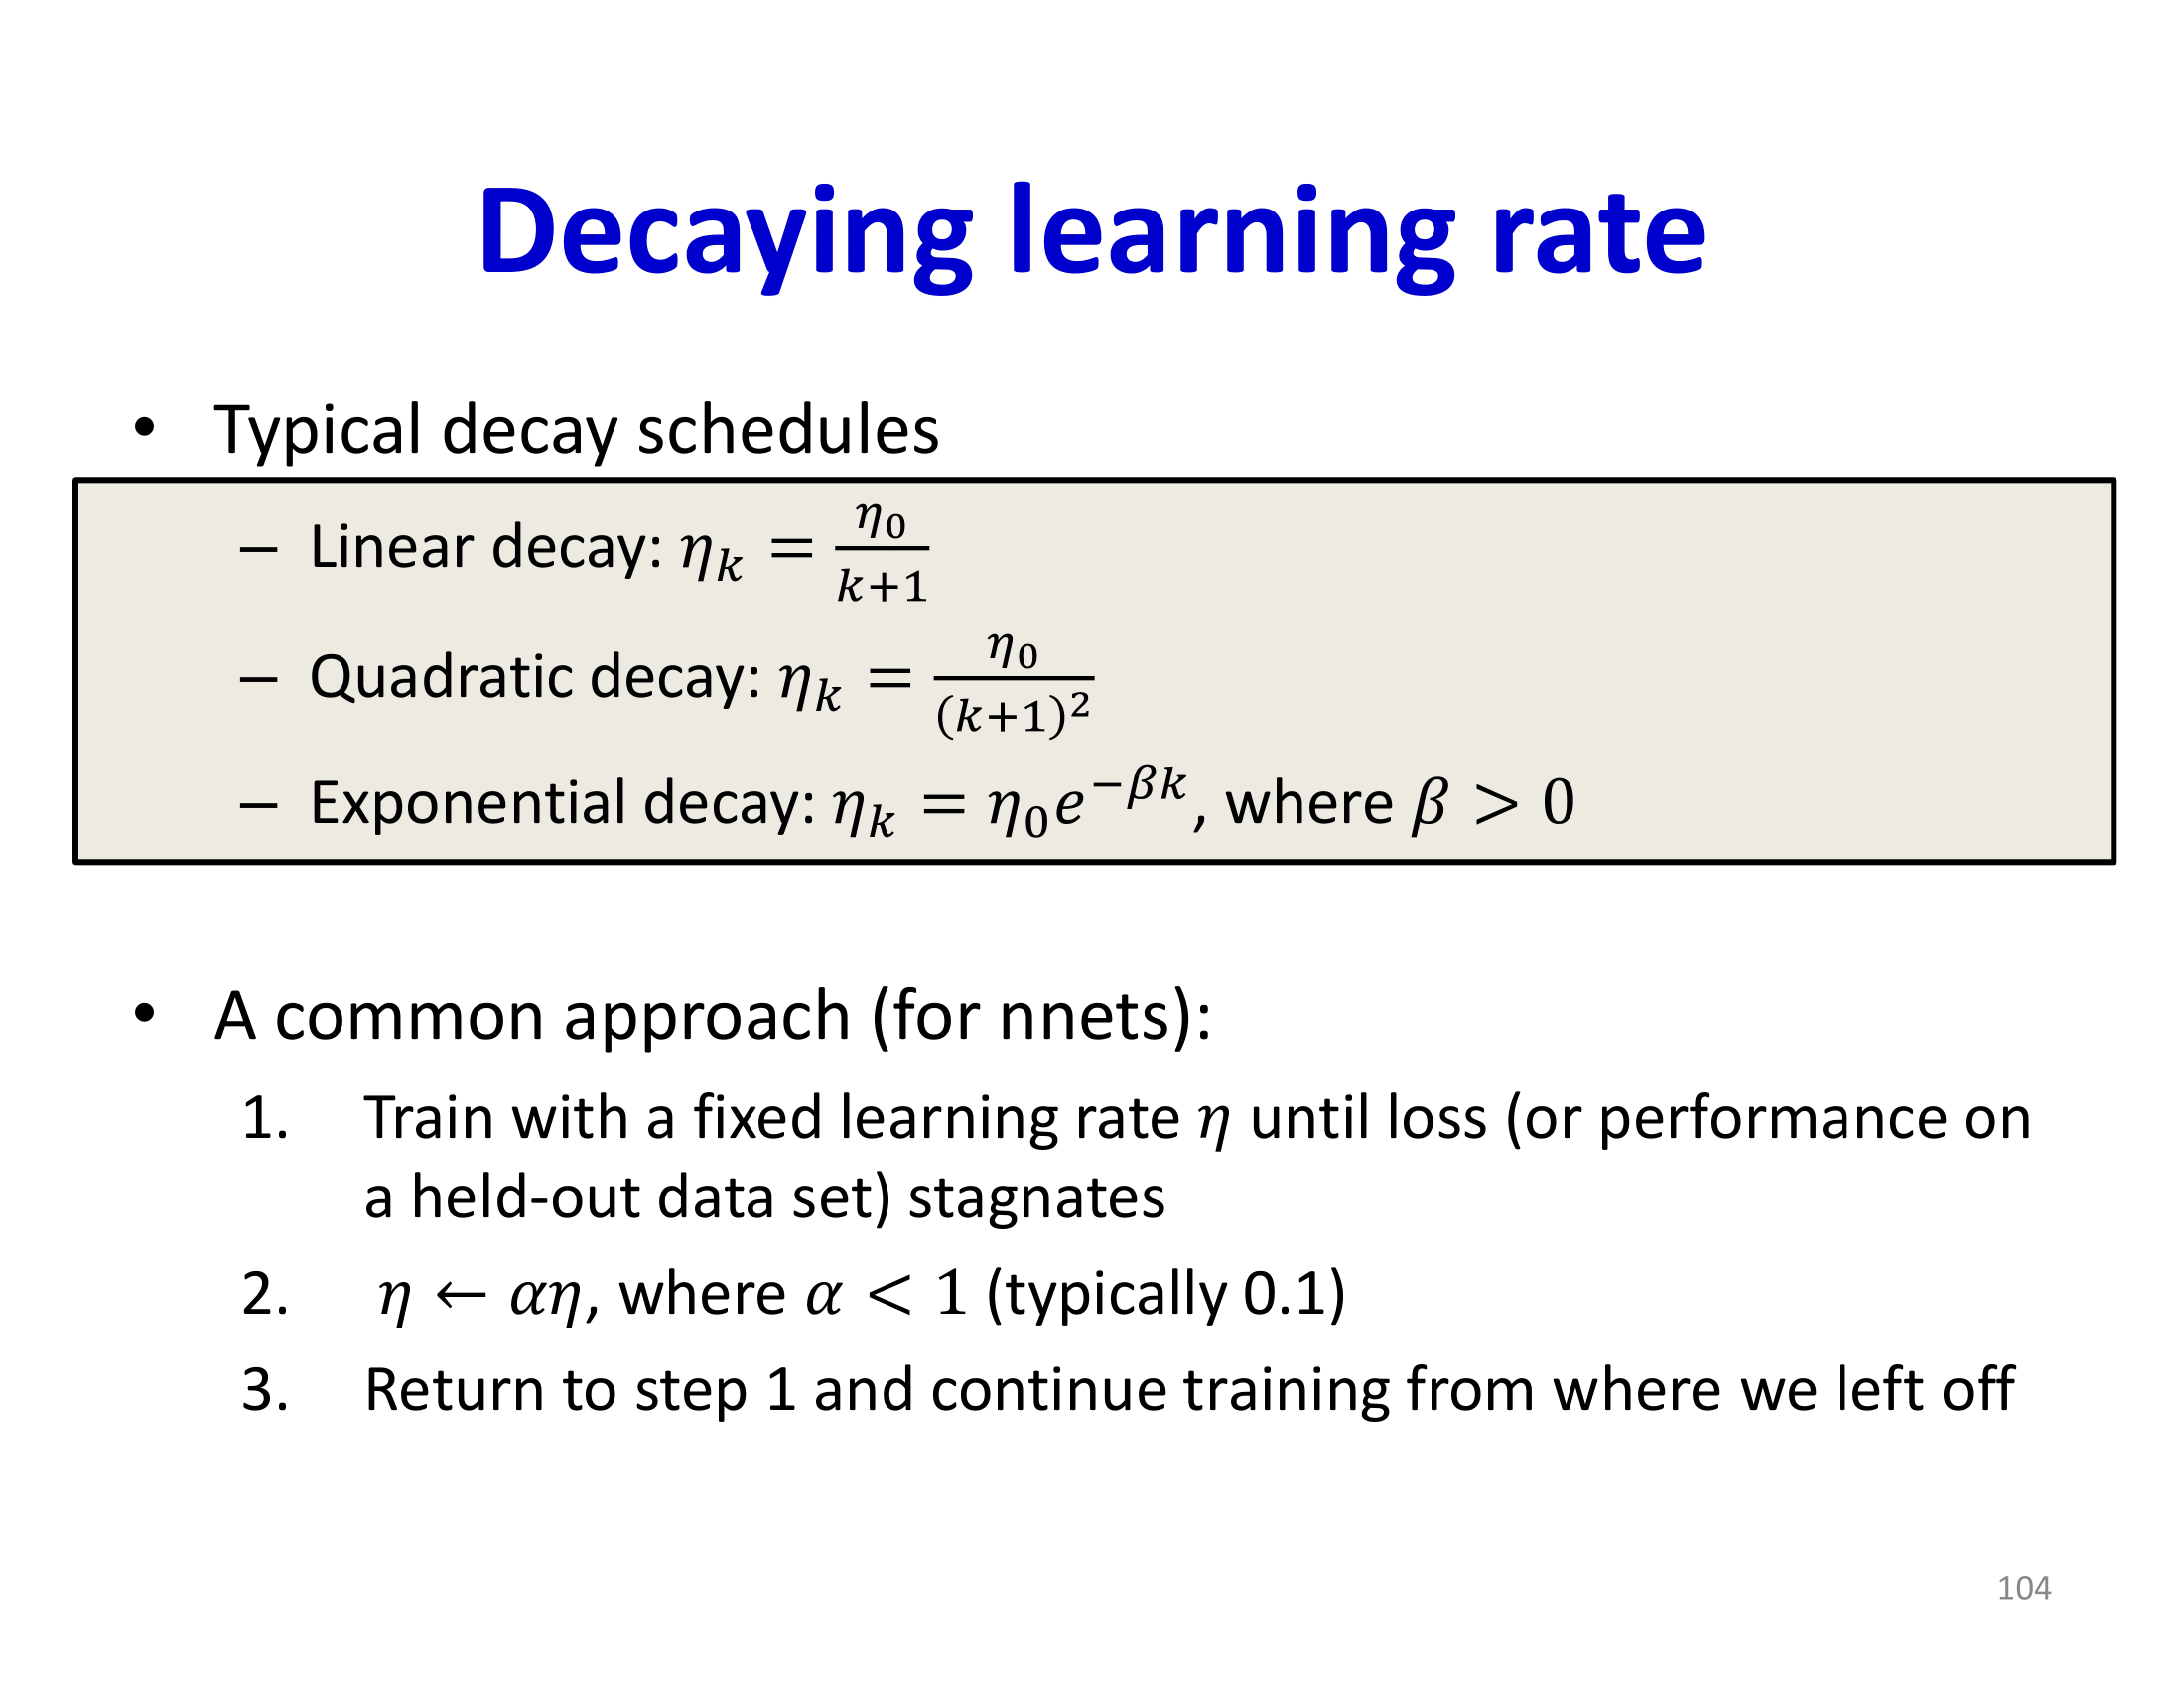 Decaying learning rate
• Typical decay schedules
– Linear decay: $\eta_k = \frac{\eta_0}{k+1}$
– Quadratic decay: $\eta_k = \frac{\eta_0}{(k+1)^2}$
– Exponential decay: $\eta_k = \eta_0 e^{-\beta k}$, where $\beta > 0$
• A common approach (for nnets):
1. Train with a fixed learning rate $\eta$ until loss (or performance on
a held-out data set) stagnates
2. $\eta \leftarrow \alpha\eta$, where $\alpha < 1$ (typically 0.1)
3. Return to step 1 and continue training from where we left off
104